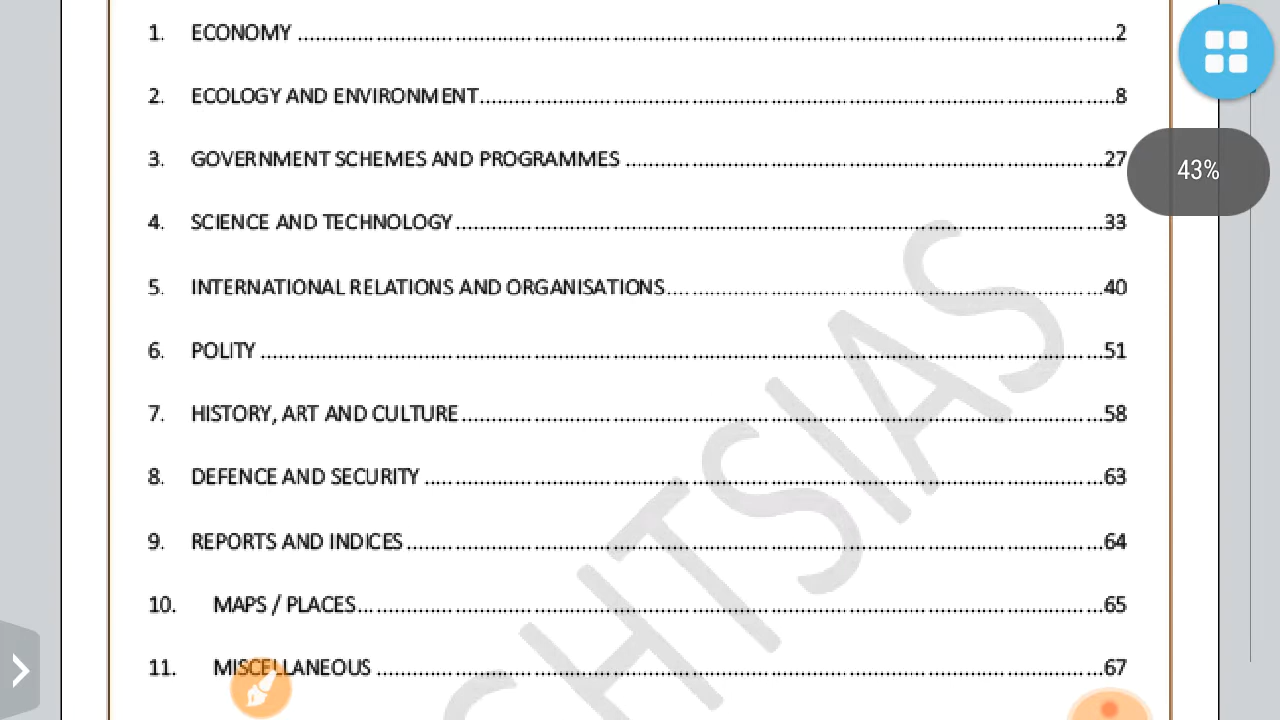 1. ECONOMY ........ 2
2. ECOLOGY AND ENVIRONMENT ........ 8
3. GOVERNMENT SCHEMES AND PROGRAMMES ........ 27
43%
4. SCIENCE AND TECHNOLOGY ........ 33
5. INTERNATIONAL RELATIONS AND ORGANISATIONS ........ 40
6. POLITY ........ 51
7. HISTORY, ART AND CULTURE ........ 58
8. DEFENCE AND SECURITY ........ 63
9. REPORTS AND INDICES ........ 64
10. MAPS / PLACES ........ 65
11. MISCELLANEOUS ........ 67
HTSIAS